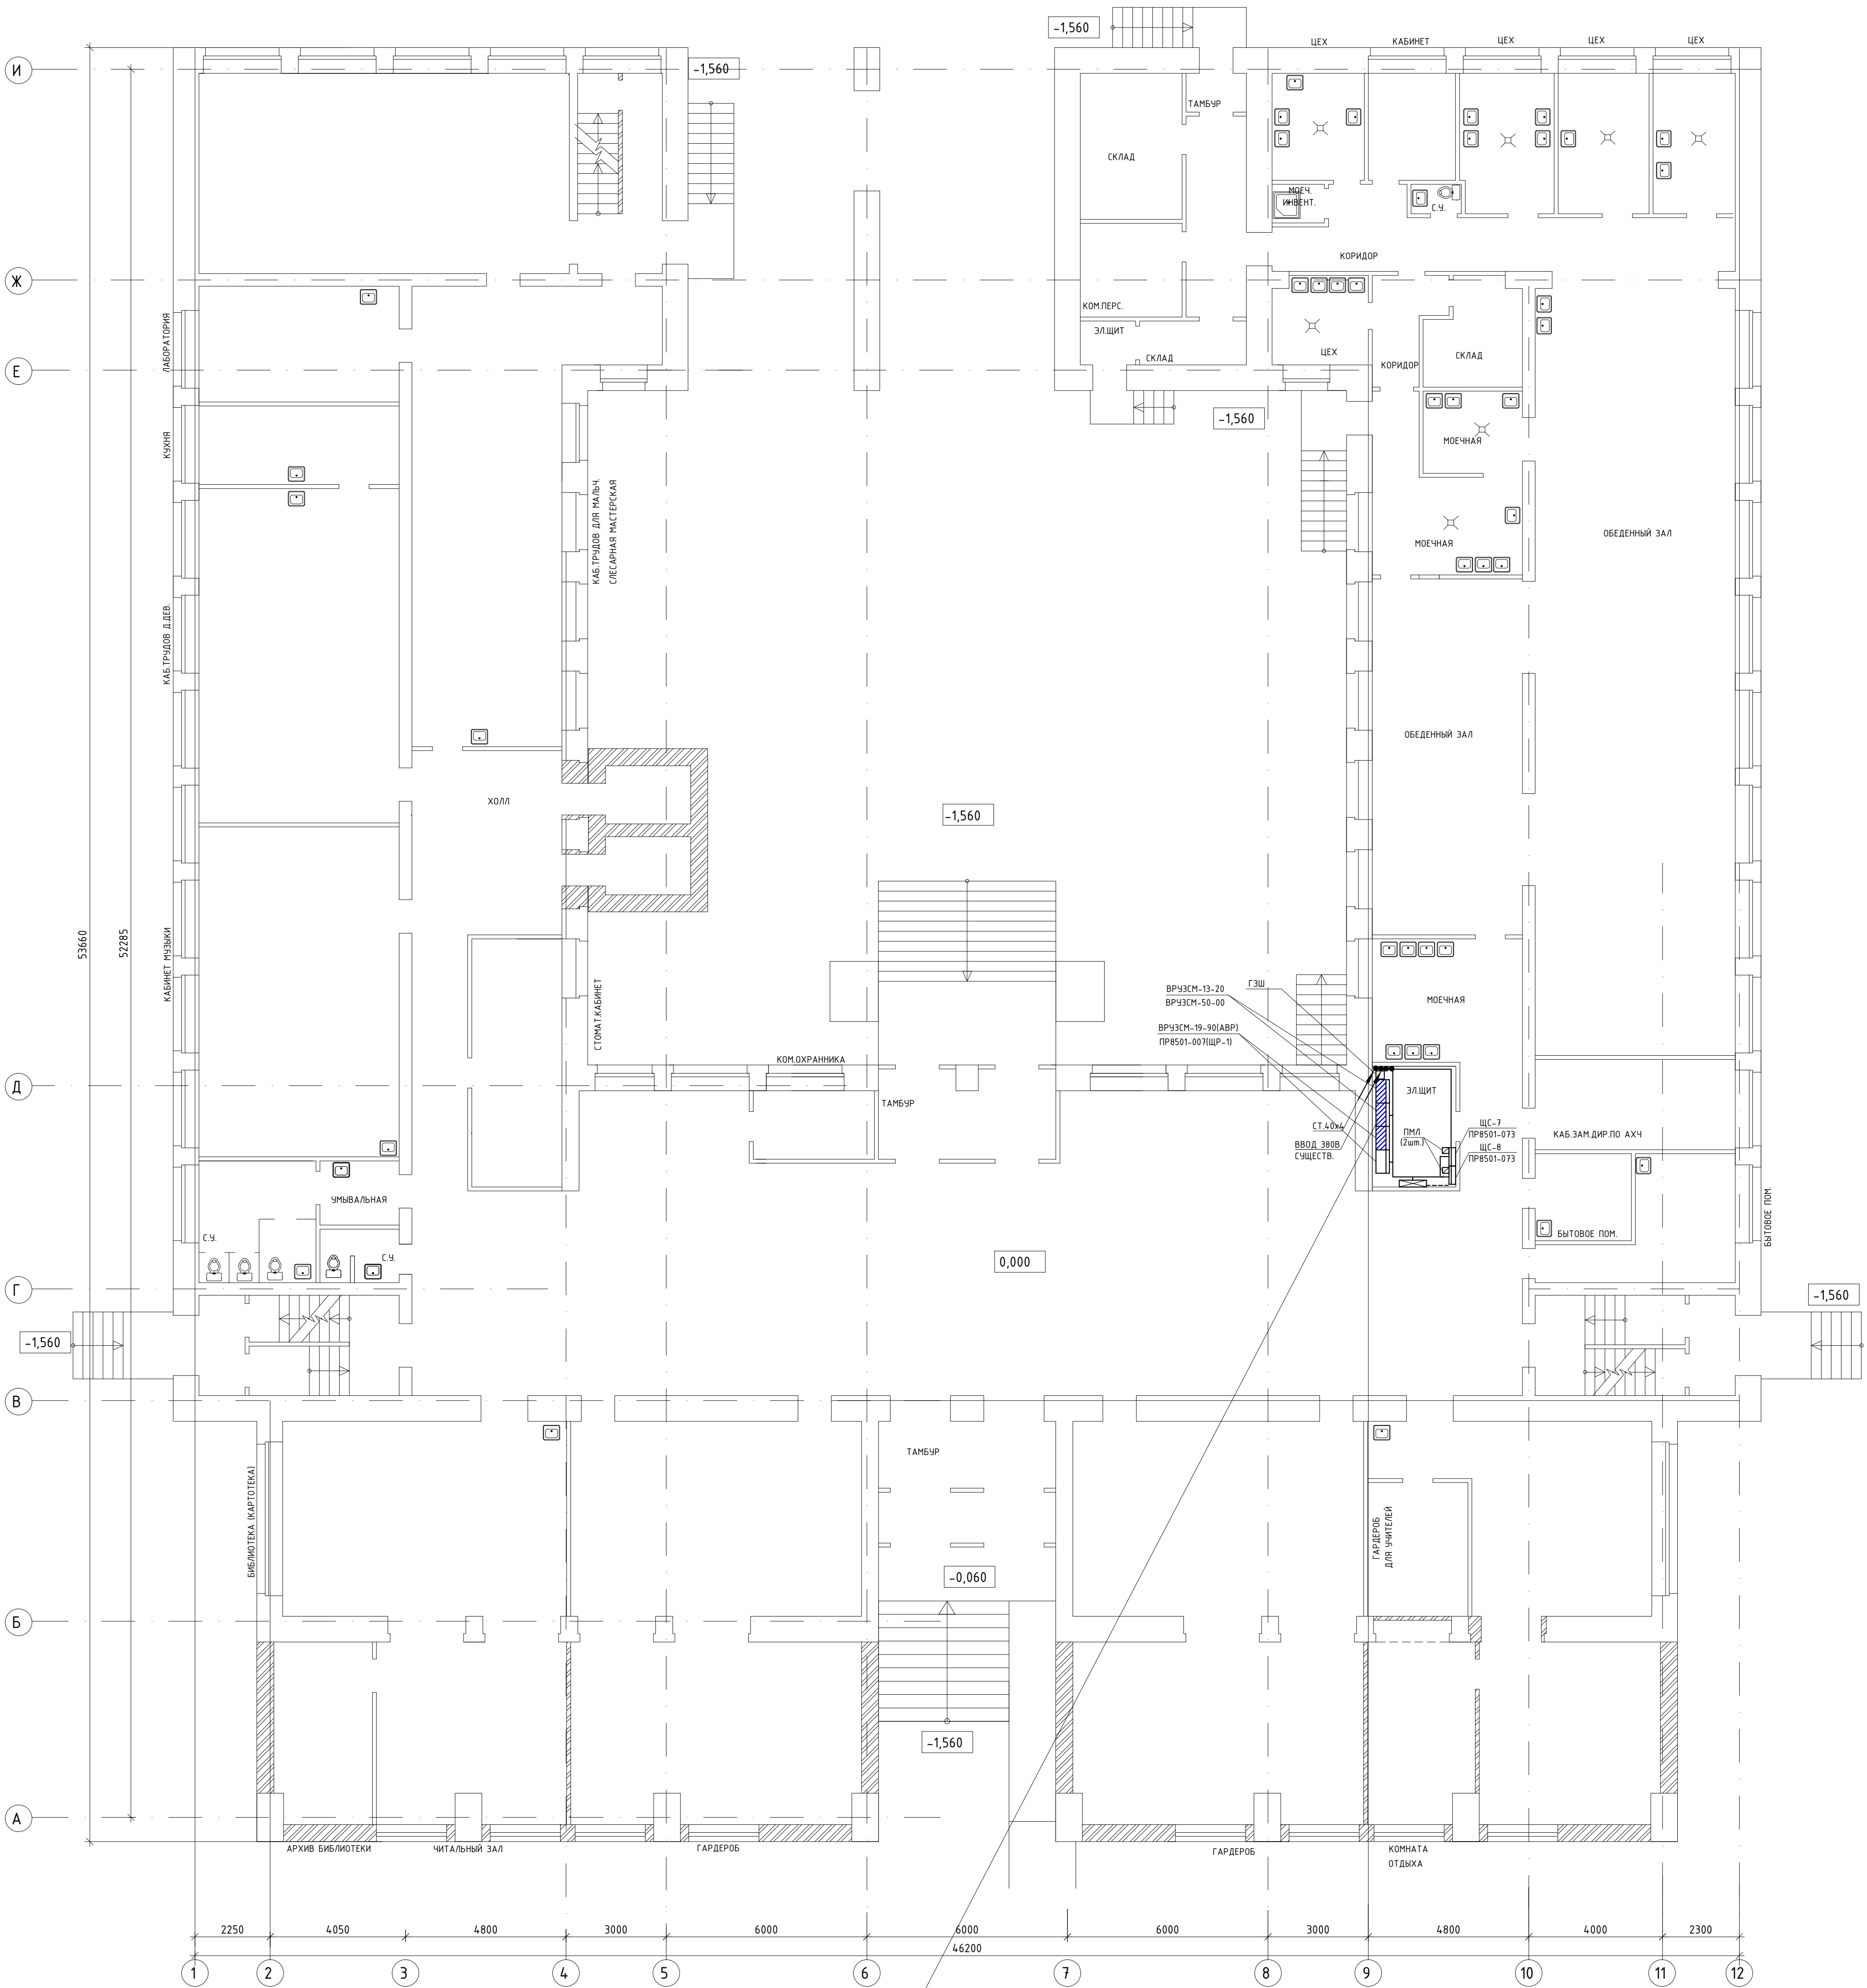 -1,560
ЦЕХ
КАБИНЕТ
ЦЕХ
ЦЕХ
ЦЕХ
И
-1,560
ТАМБУР
СКЛАД
МОЕЧ.
ИНВЕНТ.
С.У.
КОРИДОР
Ж
КОМ.ПЕРС.
ЭЛ.ЩИТ
СКЛАД
ЦЕХ
КОРИДОР
СКЛАД
ЛАБОРАТОРИЯ
Е
-1,560
КУХНЯ
МОЕЧНАЯ
КАБ.ТРУДОВ ДЛЯ МАЛЬЧ.
СЛЕСАРНАЯ МАСТЕРСКАЯ
МОЕЧНАЯ
ОБЕДЕННЫЙ ЗАЛ
КАБ.ТРУДОВ Д.ДЕВ.
ОБЕДЕННЫЙ ЗАЛ
ХОЛЛ
-1,560
53660
52285
КАБИНЕТ МУЗЫКИ
СТОМАТ.КАБИНЕТ
ВРУЗСМ-13-20
ВРУЗСМ-50-00
ГЗШ
МОЕЧНАЯ
ВРУЗСМ-19-90(АВР)
ПР8501-007(ЩР-1)
КОМ.ОХРАННИКА
Д
ТАМБУР
ЭЛ.ЩИТ
СТ.40х4
ВВОД 380В
СУЩЕСТВ.
ПМЛ
(2шт.)
ЩС-7
ПР8501-073
ЩС-8
ПР8501-073
КАБ.ЗАМ.ДИР.ПО АХЧ
УМЫВАЛЬНАЯ
С.У.
С.У.
БЫТОВОЕ ПОМ.
БЫТОВОЕ ПОМ.
0,000
Г
-1,560
-1,560
В
ТАМБУР
БИБЛИОТЕКА (КАРТОТЕКА)
ГАРДЕРОБ
ДЛЯ УЧИТЕЛЕЙ
-0,060
Б
-1,560
А
АРХИВ БИБЛИОТЕКИ
ЧИТАЛЬНЫЙ ЗАЛ
ГАРДЕРОБ
ГАРДЕРОБ
КОМНАТА
ОТДЫХА
2250
4050
4800
3000
6000
6000
6000
3000
4800
4000
2300
46200
1
2
3
4
5
6
7
8
9
10
11
12